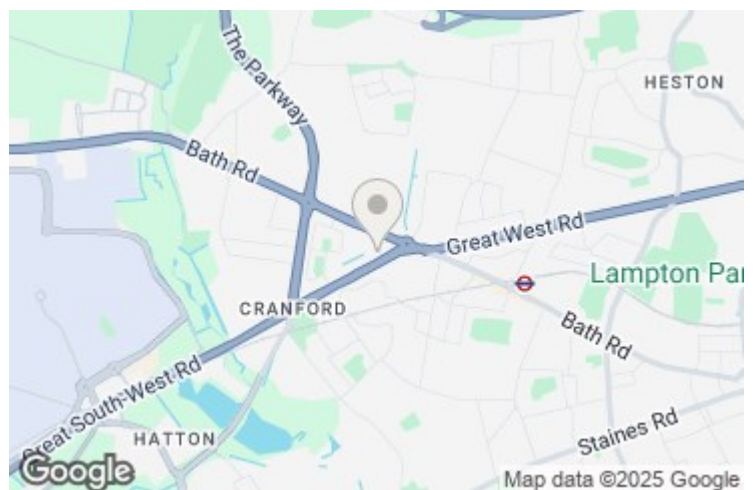 The Parkway
HESTON
Bath Rd
Great West Rd
Lampton Par
CRANFORD
Bath Rd
Great South-West Rd
HATTON
Staines Rd
Google
Map data ©2025 Google